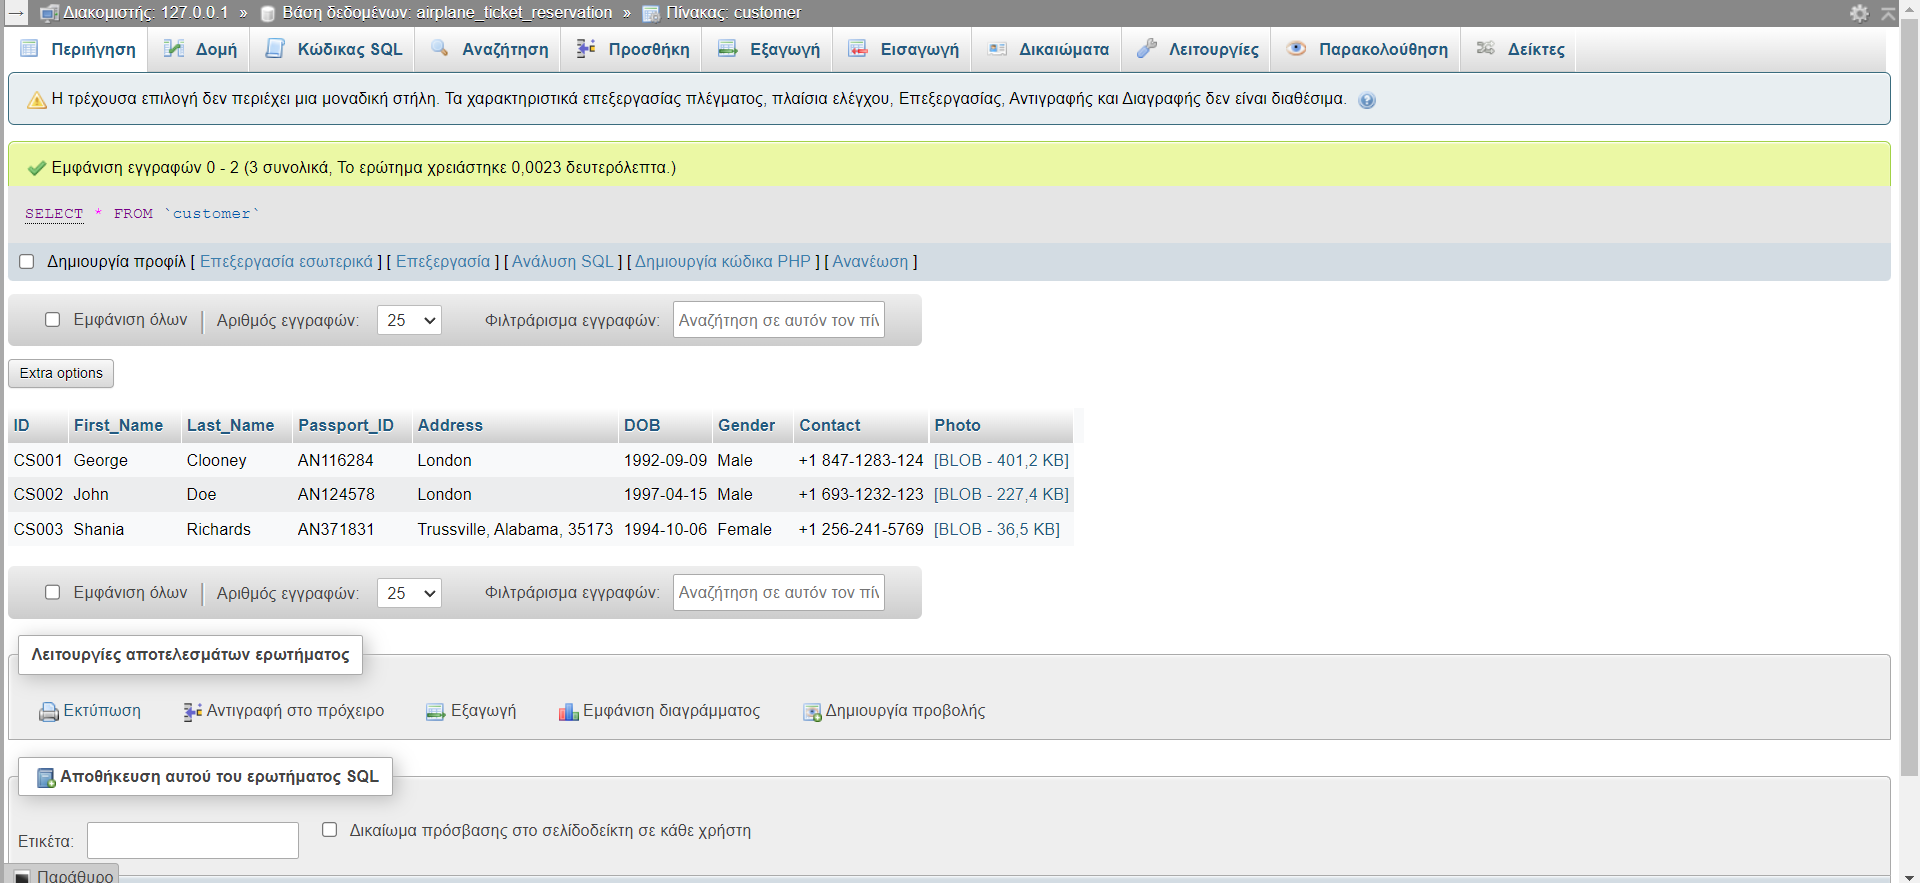 Διακομιστής: 127.0.0.1 » Βάση δεδομένων: airplane_ticket_reservation » Πίνακας: customer
Περιήγηση Δομή Κώδικας SQL Αναζήτηση Προσθήκη Εξαγωγή Εισαγωγή Δικαιώματα Λειτουργίες Παρακολούθηση Δείκτες
Η τρέχουσα επιλογή δεν περιέχει μια μοναδική στήλη. Τα χαρακτηριστικά επεξεργασίας πλέγματος, πλαίσια ελέγχου, Επεξεργασίας, Αντιγραφής και Διαγραφής δεν είναι διαθέσιμα.
Εμφάνιση εγγραφών 0 - 2 (3 συνολικά, Το ερώτημα χρειάστηκε 0,0023 δευτερόλεπτα.)
SELECT * FROM `customer`
Δημιουργία προφίλ [ Επεξεργασία εσωτερικά ] [ Επεξεργασία ] [ Ανάλυση SQL ] [ Δημιουργία κώδικα PHP ] [ Ανανέωση ]
Εμφάνιση όλων | Αριθμός εγγραφών: 25 Φιλτράρισμα εγγραφών: Αναζήτηση σε αυτόν τον πίν
Extra options
ID First_Name Last_Name Passport_ID Address DOB Gender Contact Photo
CS001 George Clooney AN116284 London 1992-09-09 Male +1 847-1283-124 [BLOB - 401,2 KB]
CS002 John Doe AN124578 London 1997-04-15 Male +1 693-1232-123 [BLOB - 227,4 KB]
CS003 Shania Richards AN371831 Trussville, Alabama, 35173 1994-10-06 Female +1 256-241-5769 [BLOB - 36,5 KB]
Εμφάνιση όλων | Αριθμός εγγραφών: 25 Φιλτράρισμα εγγραφών: Αναζήτηση σε αυτόν τον πίν
Λειτουργίες αποτελεσμάτων ερωτήματος
Εκτύπωση Αντιγραφή στο πρόχειρο Εξαγωγή Εμφάνιση διαγράμματος Δημιουργία προβολής
Αποθήκευση αυτού του ερωτήματος SQL
Ετικέτα: Δικαίωμα πρόσβασης στο σελίδοδείκτη σε κάθε χρήστη
Παράθυρο